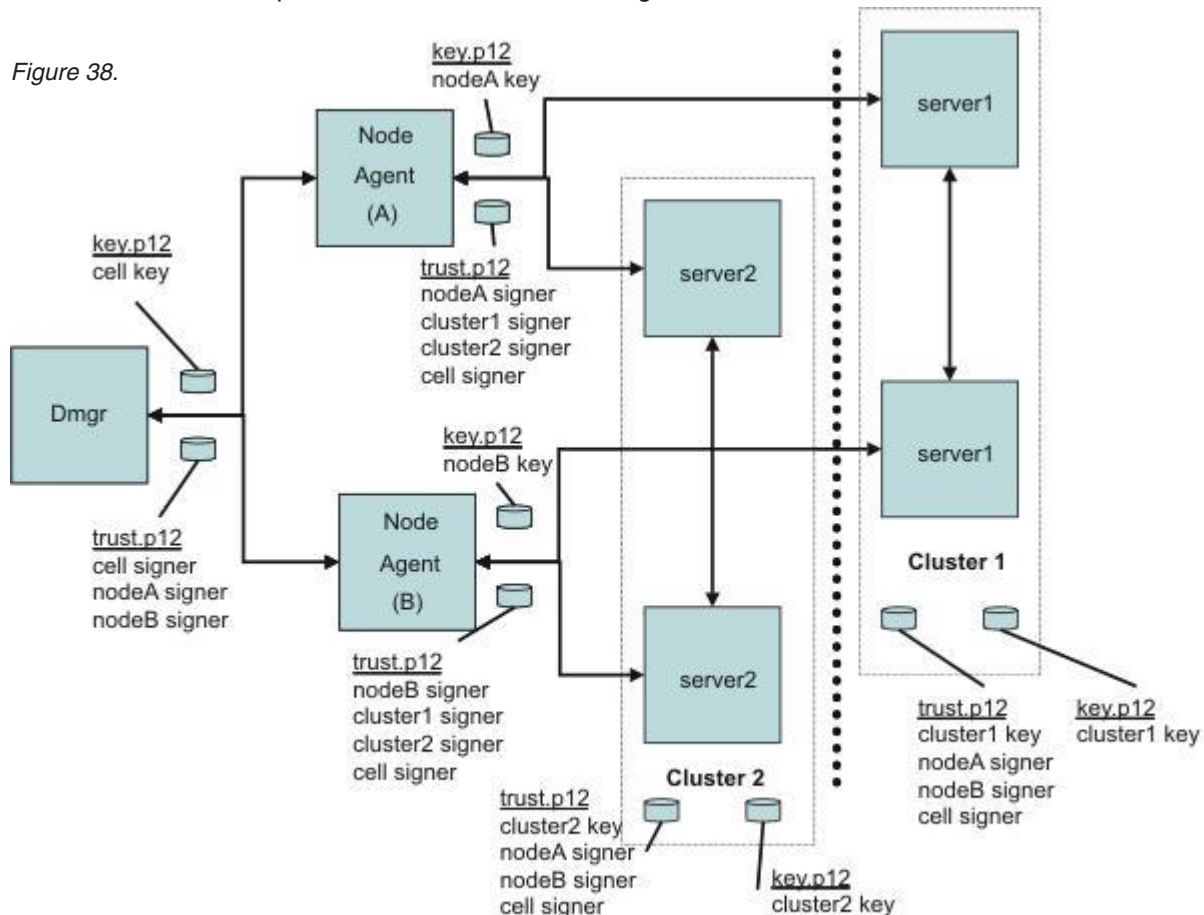 Figure 38.
key.p12
nodeA key
server1
Node
Agent
(A)
key.p12
cell key
trust.p12
nodeA signer
cluster1 signer
cluster2 signer
cell signer
server2
Dmgr
key.p12
nodeB key
server1
trust.p12
cell signer
nodeA signer
nodeB signer
Node
Agent
(B)
Cluster 1
trust.p12
nodeB signer
cluster1 signer
cluster2 signer
cell signer
server2
trust.p12
cluster1 key
nodeA signer
nodeB signer
cell signer
key.p12
cluster1 key
Cluster 2
trust.p12
cluster2 key
nodeA signer
nodeB signer
cell signer
key.p12
cluster2 key